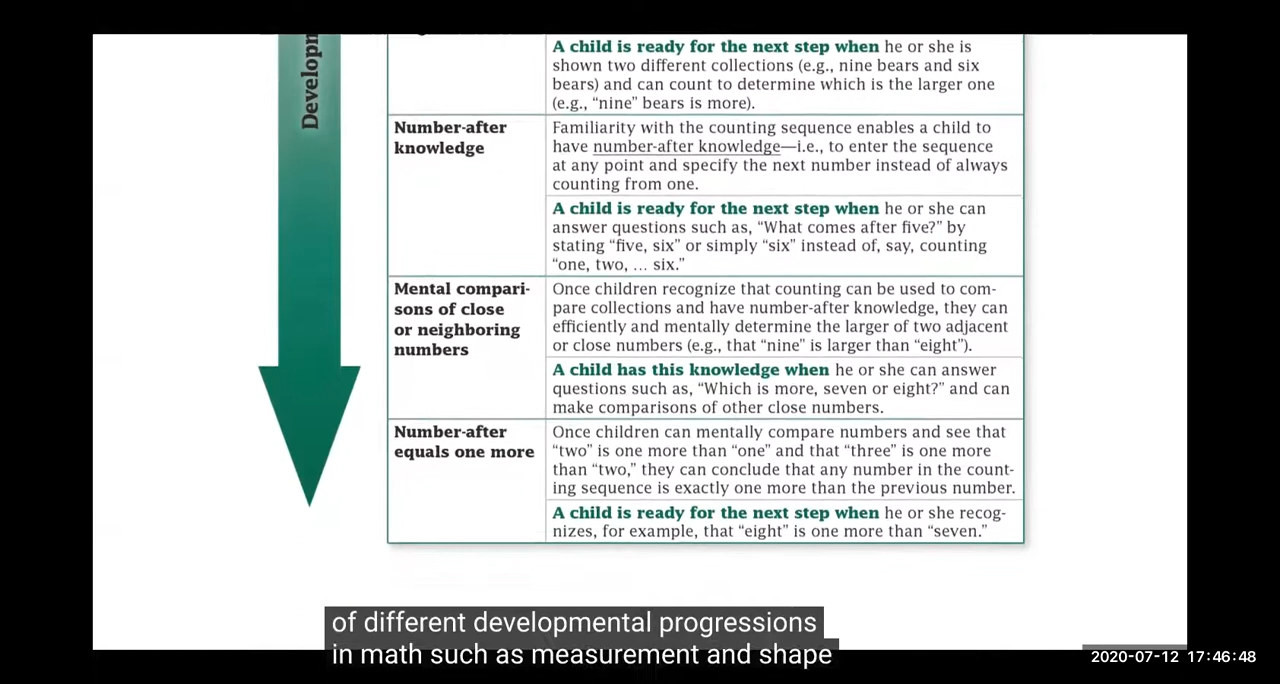 Developm
A child is ready for the next step when he or she is
shown two different collections (e.g., nine bears and six
bears) and can count to determine which is the larger one
(e.g., “nine” bears is more).
Number-after
knowledge
Familiarity with the counting sequence enables a child to
have number-after knowledge—i.e., to enter the sequence
at any point and specify the next number instead of always
counting from one.
A child is ready for the next step when he or she can
answer questions such as, “What comes after five?” by
stating “five, six” or simply “six” instead of, say, counting
“one, two, ... six.”
Mental compari-
sons of close
or neighboring
numbers
Once children recognize that counting can be used to com-
pare collections and have number-after knowledge, they can
efficiently and mentally determine the larger of two adjacent
or close numbers (e.g., that “nine” is larger than “eight”).
A child has this knowledge when he or she can answer
questions such as, “Which is more, seven or eight?” and can
make comparisons of other close numbers.
Number-after
equals one more
Once children can mentally compare numbers and see that
“two” is one more than “one” and that “three” is one more
than “two,” they can conclude that any number in the count-
ing sequence is exactly one more than the previous number.
A child is ready for the next step when he or she recog-
nizes, for example, that “eight” is one more than “seven.”
of different developmental progressions
in math such as measurement and shape
2020-07-12 17:46:48